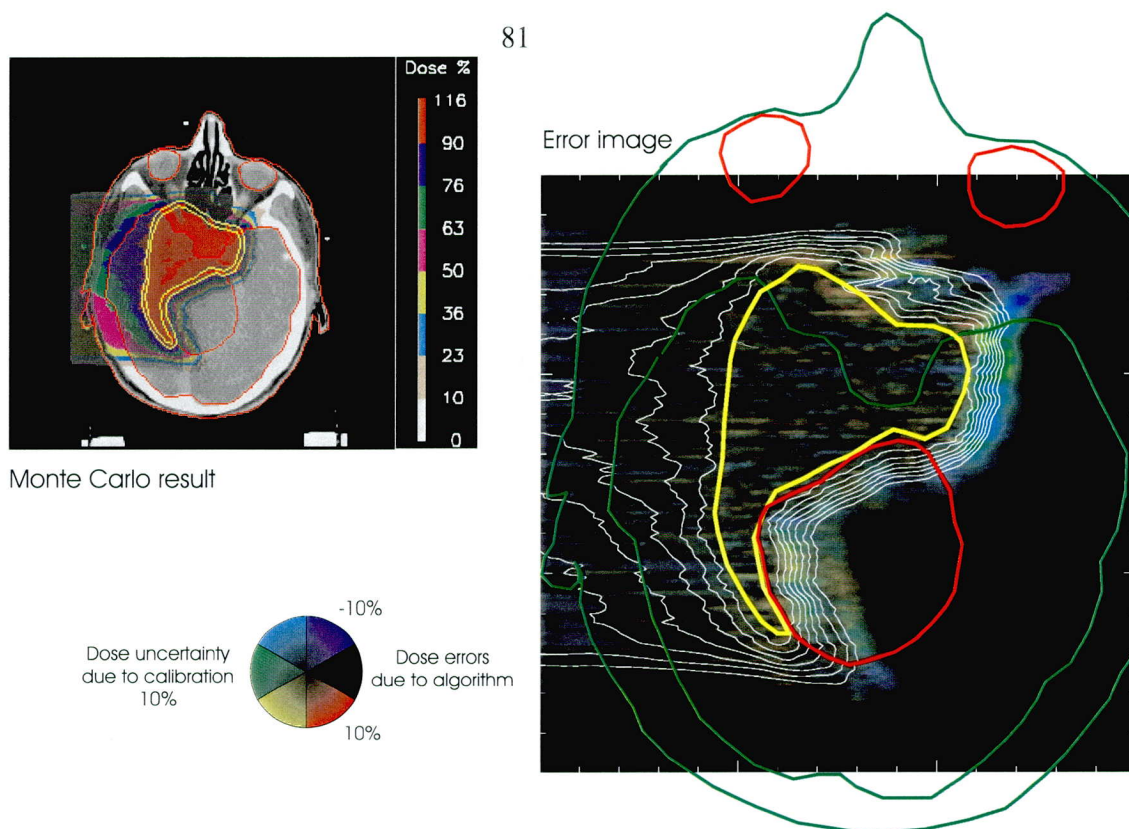 81
Dose %
116
90
76
63
50
36
23
10
0
Monte Carlo result
Error image
-10%
Dose uncertainty
due to calibration
10%
Dose errors
due to algorithm
10%